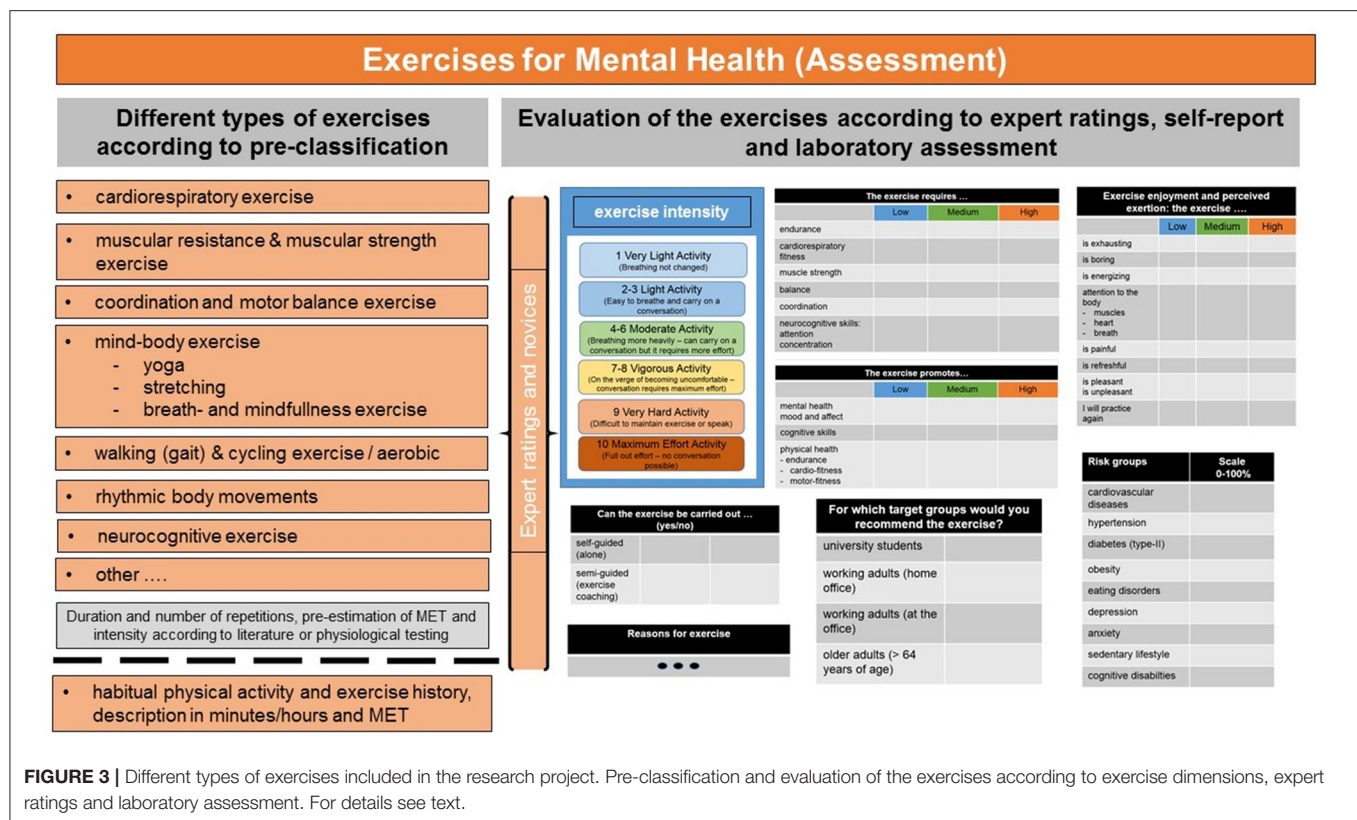 Exercises for Mental Health (Assessment)
Different types of exercises
according to pre-classification
• cardiorespiratory exercise
• muscular resistance & muscular strength
exercise
• coordination and motor balance exercise
• mind-body exercise
- yoga
- stretching
- breath- and mindfullness exercise
• walking (gait) & cycling exercise / aerobic
• rhythmic body movements
• neurocognitive exercise
• other ....
Duration and number of repetitions, pre-estimation of MET and
intensity according to literature or physiological testing
• habitual physical activity and exercise history,
description in minutes/hours and MET
Evaluation of the exercises according to expert ratings, self-report
and laboratory assessment
Expert ratings and novices
exercise intensity
1 Very Light Activity
(Breathing not changed)
2-3 Light Activity
(Easy to breathe and carry on a
conversation)
4-6 Moderate Activity
(Breathing more heavily – can carry on a
conversation but it requires more effort)
7-8 Vigorous Activity
(On the verge of becoming uncomfortable –
conversation requires maximum effort)
9 Very Hard Activity
(Difficult to maintain exercise or speak)
10 Maximum Effort Activity
(Full out effort – no conversation
possible)
The exercise requires ...
Low Medium High
endurance
cardiorespiratory
fitness
muscle strength
balance
coordination
neurocognitive skills:
attention
concentration
The exercise promotes...
Low Medium High
mental health
mood and affect
cognitive skills
physical health
- endurance
- cardio-fitness
- motor-fitness
Exercise enjoyment and perceived
exertion: the exercise ....
Low Medium High
is exhausting
is boring
is energizing
attention to the
body
- muscles
- heart
- breath
is painful
is refreshful
is pleasant
is unpleasant
I will practice
again
Can the exercise be carried out ...
(yes/no)
self-guided
(alone)
semi-guided
(exercise
coaching)
Reasons for exercise
For which target groups would you
recommend the exercise?
university students
working adults (home
office)
working adults (at the
office)
older adults (> 64
years of age)
Risk groups Scale
0-100%
cardiovascular
diseases
hypertension
diabetes (type-II)
obesity
eating disorders
depression
anxiety
sedentary lifestyle
cognitive disabilties
FIGURE 3 | Different types of exercises included in the research project. Pre-classification and evaluation of the exercises according to exercise dimensions, expert
ratings and laboratory assessment. For details see text.